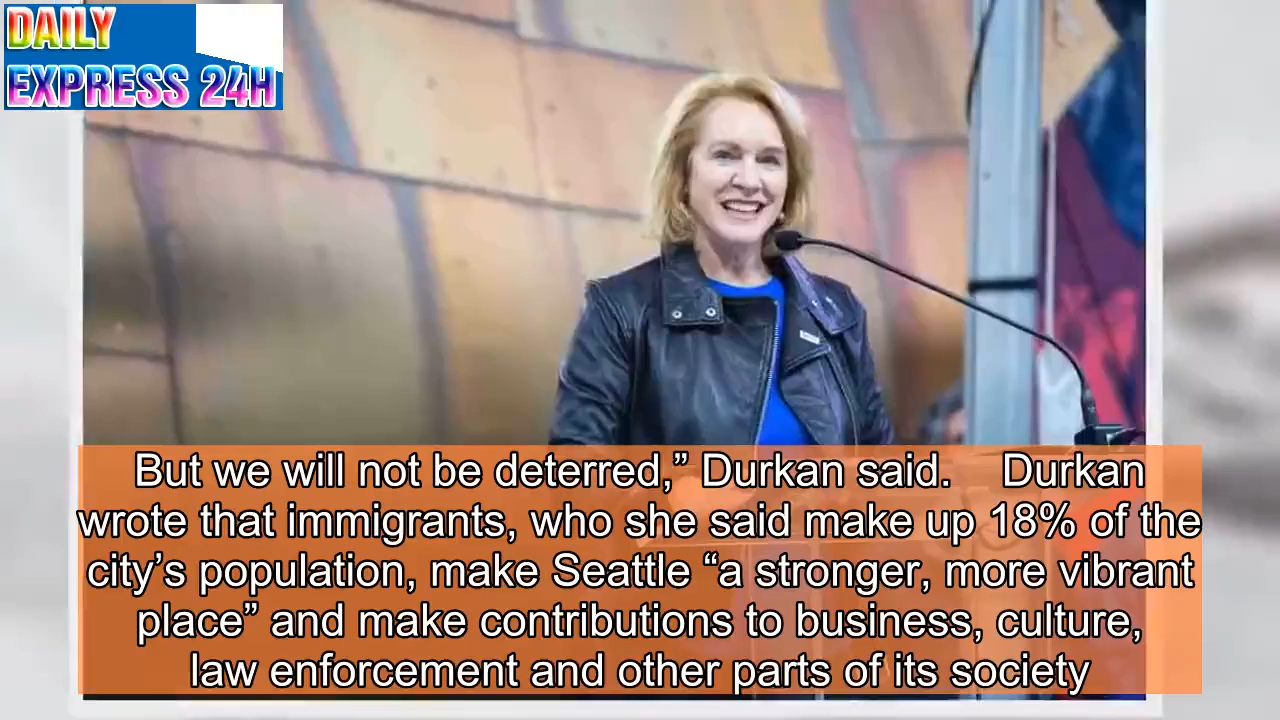 DAILY
EXPRESS 24H
But we will not be deterred,” Durkan said. Durkan
wrote that immigrants, who she said make up 18% of the
city’s population, make Seattle “a stronger, more vibrant
place” and make contributions to business, culture,
law enforcement and other parts of its society